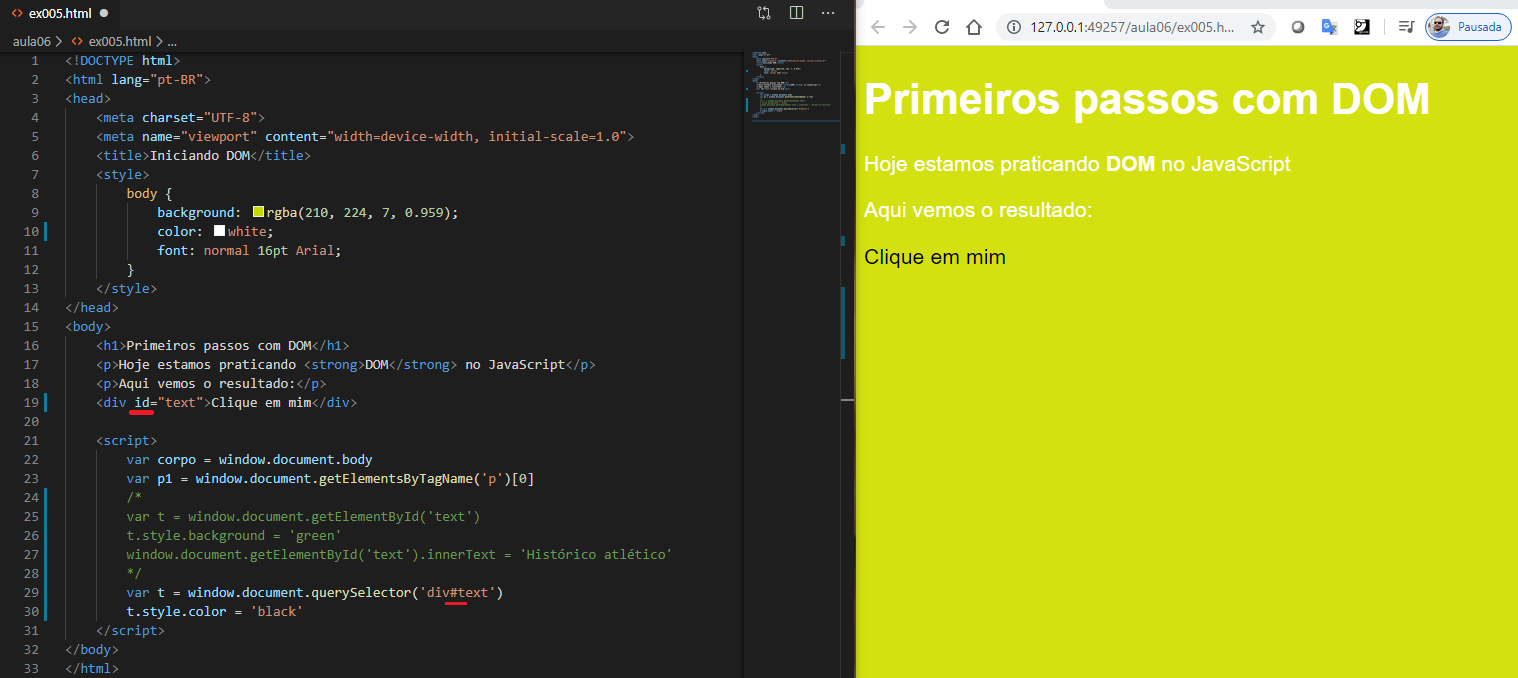 ex005.html
aula06 > ex005.html > ...
1 <!DOCTYPE html>
2 <html lang="pt-BR">
3 <head>
4 <meta charset="UTF-8">
5 <meta name="viewport" content="width=device-width, initial-scale=1.0">
6 <title>Iniciando DOM</title>
7 <style>
8 body {
9 background: rgba(210, 224, 7, 0.959);
10 color: white;
11 font: normal 16pt Arial;
12 }
13 </style>
14 </head>
15 <body>
16 <h1>Primeiros passos com DOM</h1>
17 <p>Hoje estamos praticando <strong>DOM</strong> no JavaScript</p>
18 <p>Aqui vemos o resultado:</p>
19 <div id="text">Clique em mim</div>
20
21 <script>
22 var corpo = window.document.body
23 var p1 = window.document.getElementsByTagName('p')[0]
24 /*
25 var t = window.document.getElementById('text')
26 t.style.background = 'green'
27 window.document.getElementById('text').innerText = 'Histórico atlético'
28 */
29 var t = window.document.querySelector('div#text')
30 t.style.color = 'black'
31 </script>
32 </body>
33 </html>
127.0.0.1:49257/aula06/ex005.h...
Pausada
Primeiros passos com DOM
Hoje estamos praticando DOM no JavaScript
Aqui vemos o resultado:
Clique em mim